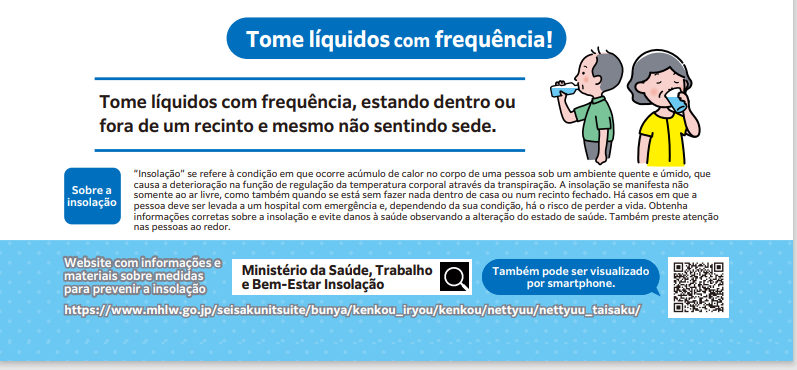 Tome líquidos com frequência!
Tome líquidos com frequência, estando dentro ou
fora de um recinto e mesmo não sentindo sede.
Sobre a
insolação
“Insolação” se refere à condição em que ocorre acúmulo de calor no corpo de uma pessoa sob um ambiente quente e úmido, que
causa a deterioração na função de regulação da temperatura corporal através da transpiração. A insolação se manifesta não
somente ao ar livre, como também quando se está sem fazer nada dentro de casa ou num recinto fechado. Há casos em que a
pessoa deve ser levada a um hospital com emergência e, dependendo da sua condição, há o risco de perder a vida. Obtenha
informações corretas sobre a insolação e evite danos à saúde observando a alteração do estado de saúde. Também preste atenção
nas pessoas ao redor.
Website com informações e
materiais sobre medidas
para prevenir a insolação
Ministério da Saúde, Trabalho
e Bem-Estar Insolação
Também pode ser visualizado
por smartphone.
https://www.mhlw.go.jp/seisakunitsuite/bunya/kenkou_iryou/kenkou/nettyuu/nettyuu_taisaku/